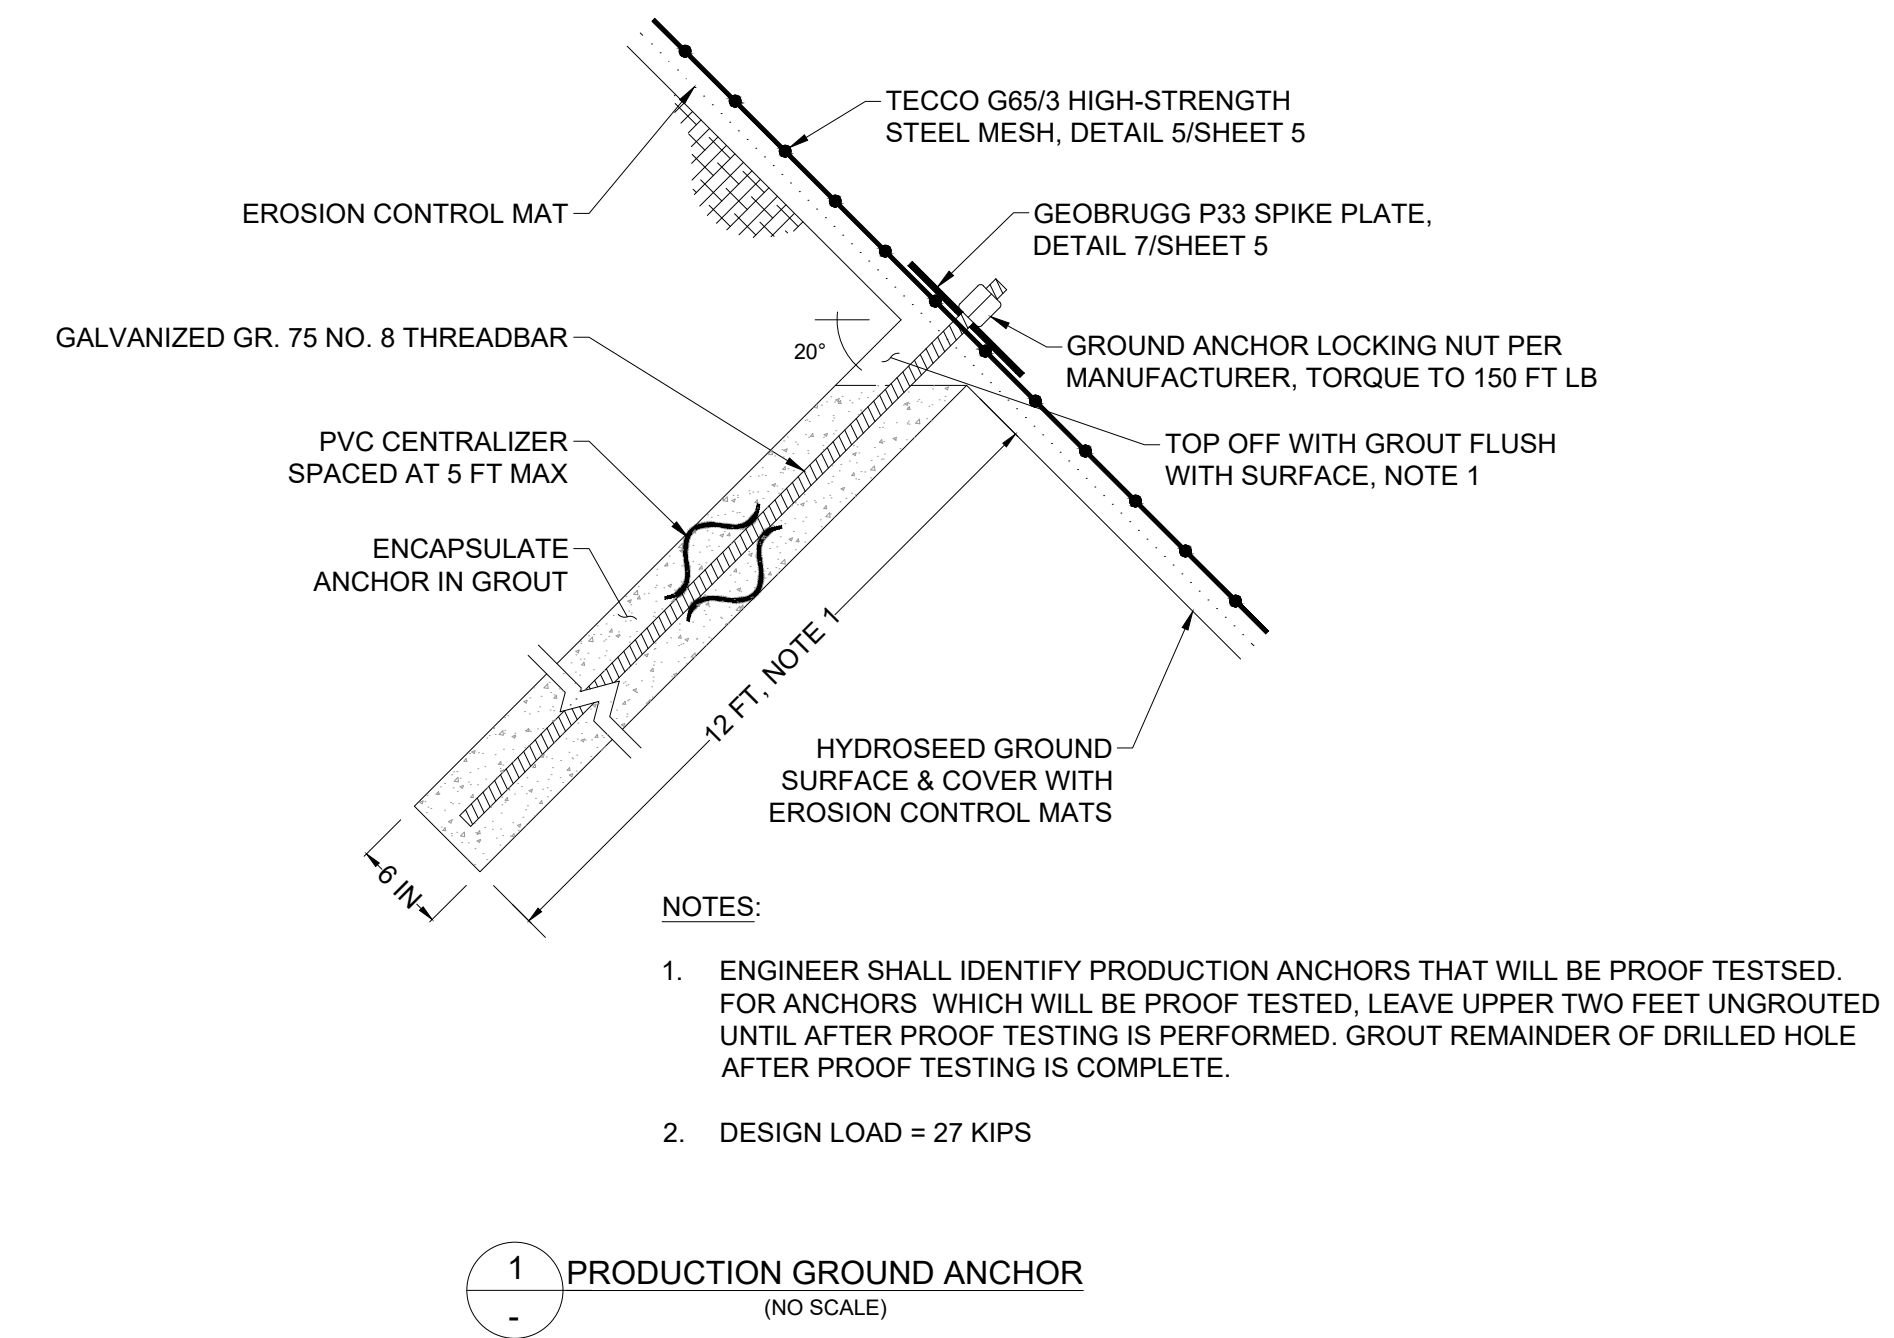 TECCO G65/3 HIGH-STRENGTH
STEEL MESH, DETAIL 5/SHEET 5
EROSION CONTROL MAT
GEOBRUGG P33 SPIKE PLATE,
DETAIL 7/SHEET 5
GALVANIZED GR. 75 NO. 8 THREADBAR
20°
GROUND ANCHOR LOCKING NUT PER
MANUFACTURER, TORQUE TO 150 FT LB
PVC CENTRALIZER
SPACED AT 5 FT MAX
TOP OFF WITH GROUT FLUSH
WITH SURFACE, NOTE 1
ENCAPSULATE
ANCHOR IN GROUT
12 FT, NOTE 1
HYDROSEED GROUND
SURFACE & COVER WITH
EROSION CONTROL MATS
6 IN
NOTES:
1. ENGINEER SHALL IDENTIFY PRODUCTION ANCHORS THAT WILL BE PROOF TESTSED.
FOR ANCHORS WHICH WILL BE PROOF TESTED, LEAVE UPPER TWO FEET UNGROUTED
UNTIL AFTER PROOF TESTING IS PERFORMED. GROUT REMAINDER OF DRILLED HOLE
AFTER PROOF TESTING IS COMPLETE.
2. DESIGN LOAD = 27 KIPS
1
-
PRODUCTION GROUND ANCHOR
(NO SCALE)